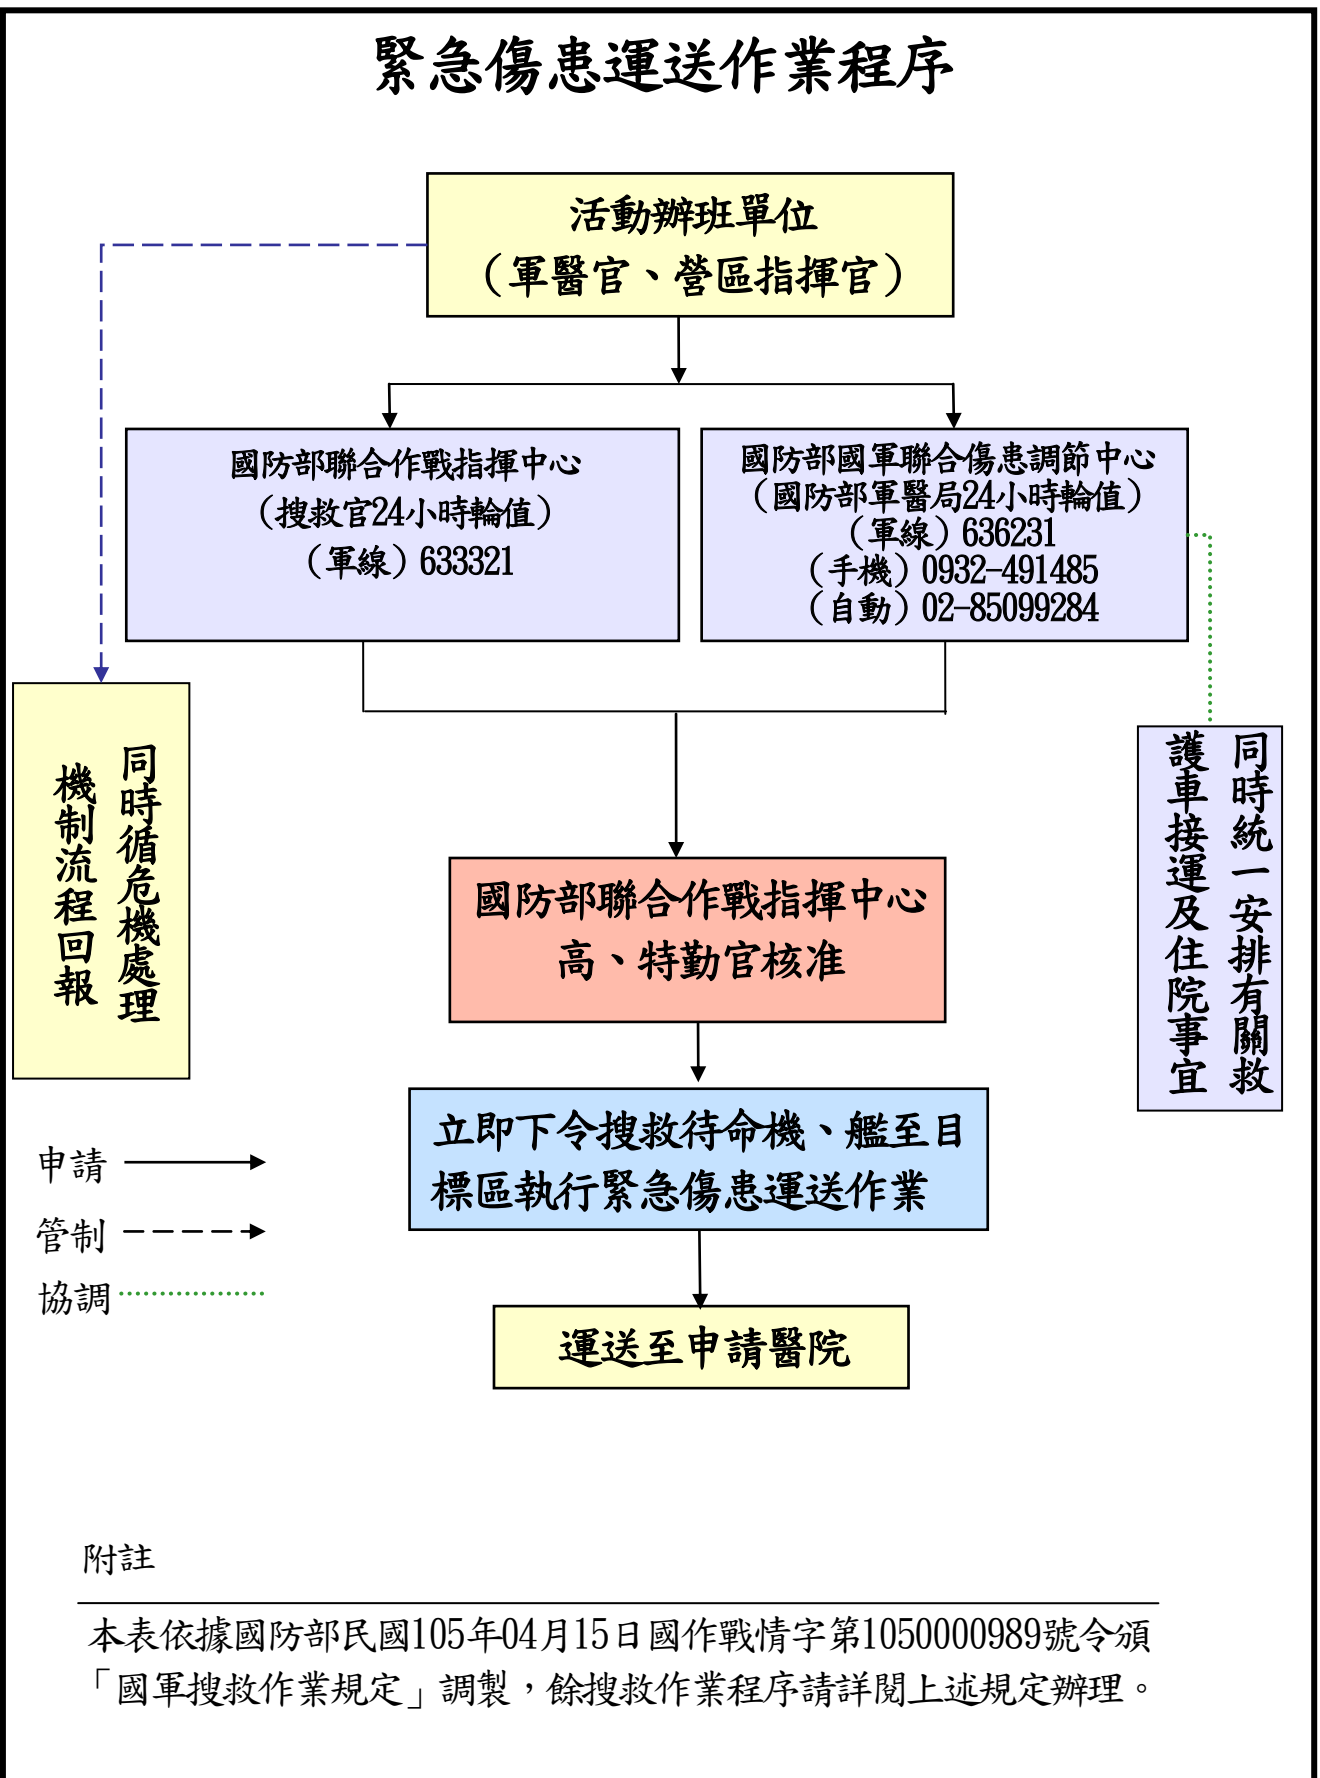 緊急傷患運送作業程序
活動辦班單位
（軍醫官、營區指揮官）
國防部聯合作戰指揮中心
（搜救官24小時輪值）
（軍線）633321
國防部國軍聯合傷患調節中心
（國防部軍醫局24小時輪值）
（軍線）636231
（手機）0932-491485
（自動）02-85099284
同時循危機處理
機制流程回報
同時統一安排有關救
護車接運及住院事宜
國防部聯合作戰指揮中心
高、特勤官核准
立即下令搜救待命機、艦至目
標區執行緊急傷患運送作業
運送至申請醫院
申請
管制
協調
附註
本表依據國防部民國105年04月15日國作戰情字第1050000989號令頒
「國軍搜救作業規定」調製，餘搜救作業程序請詳閱上述規定辦理。